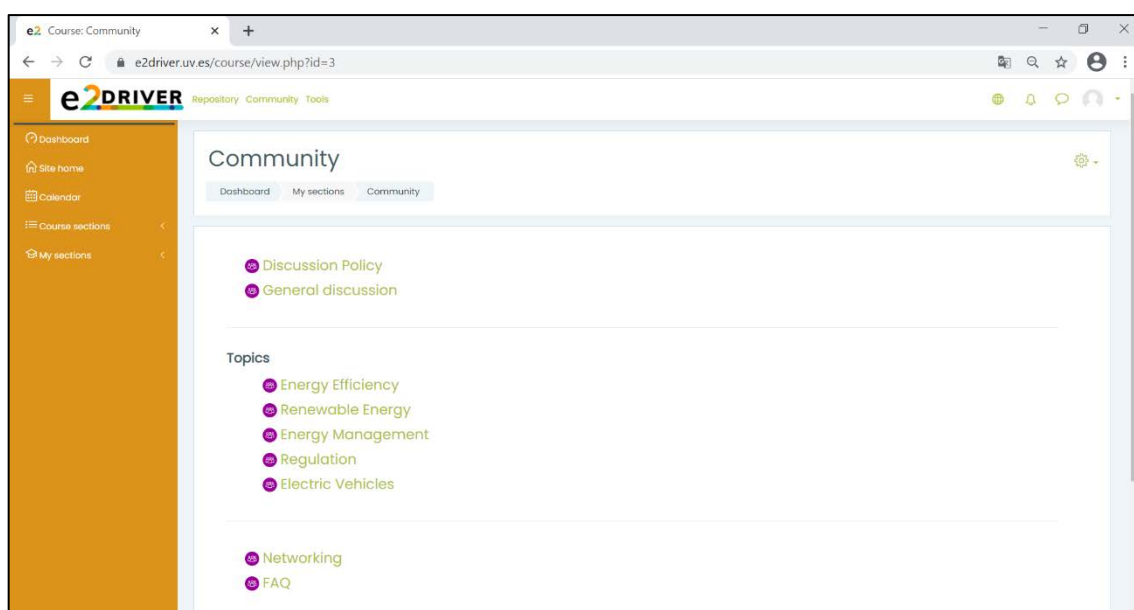 e2 Course: Community
e2driver.uv.es/course/view.php?id=3
e2DRIVER Repository Community Tools
Dashboard
Site home
Calendar
Course sections
My sections
Community
Dashboard My sections Community
Discussion Policy
General discussion
Topics
Energy Efficiency
Renewable Energy
Energy Management
Regulation
Electric Vehicles
Networking
FAQ